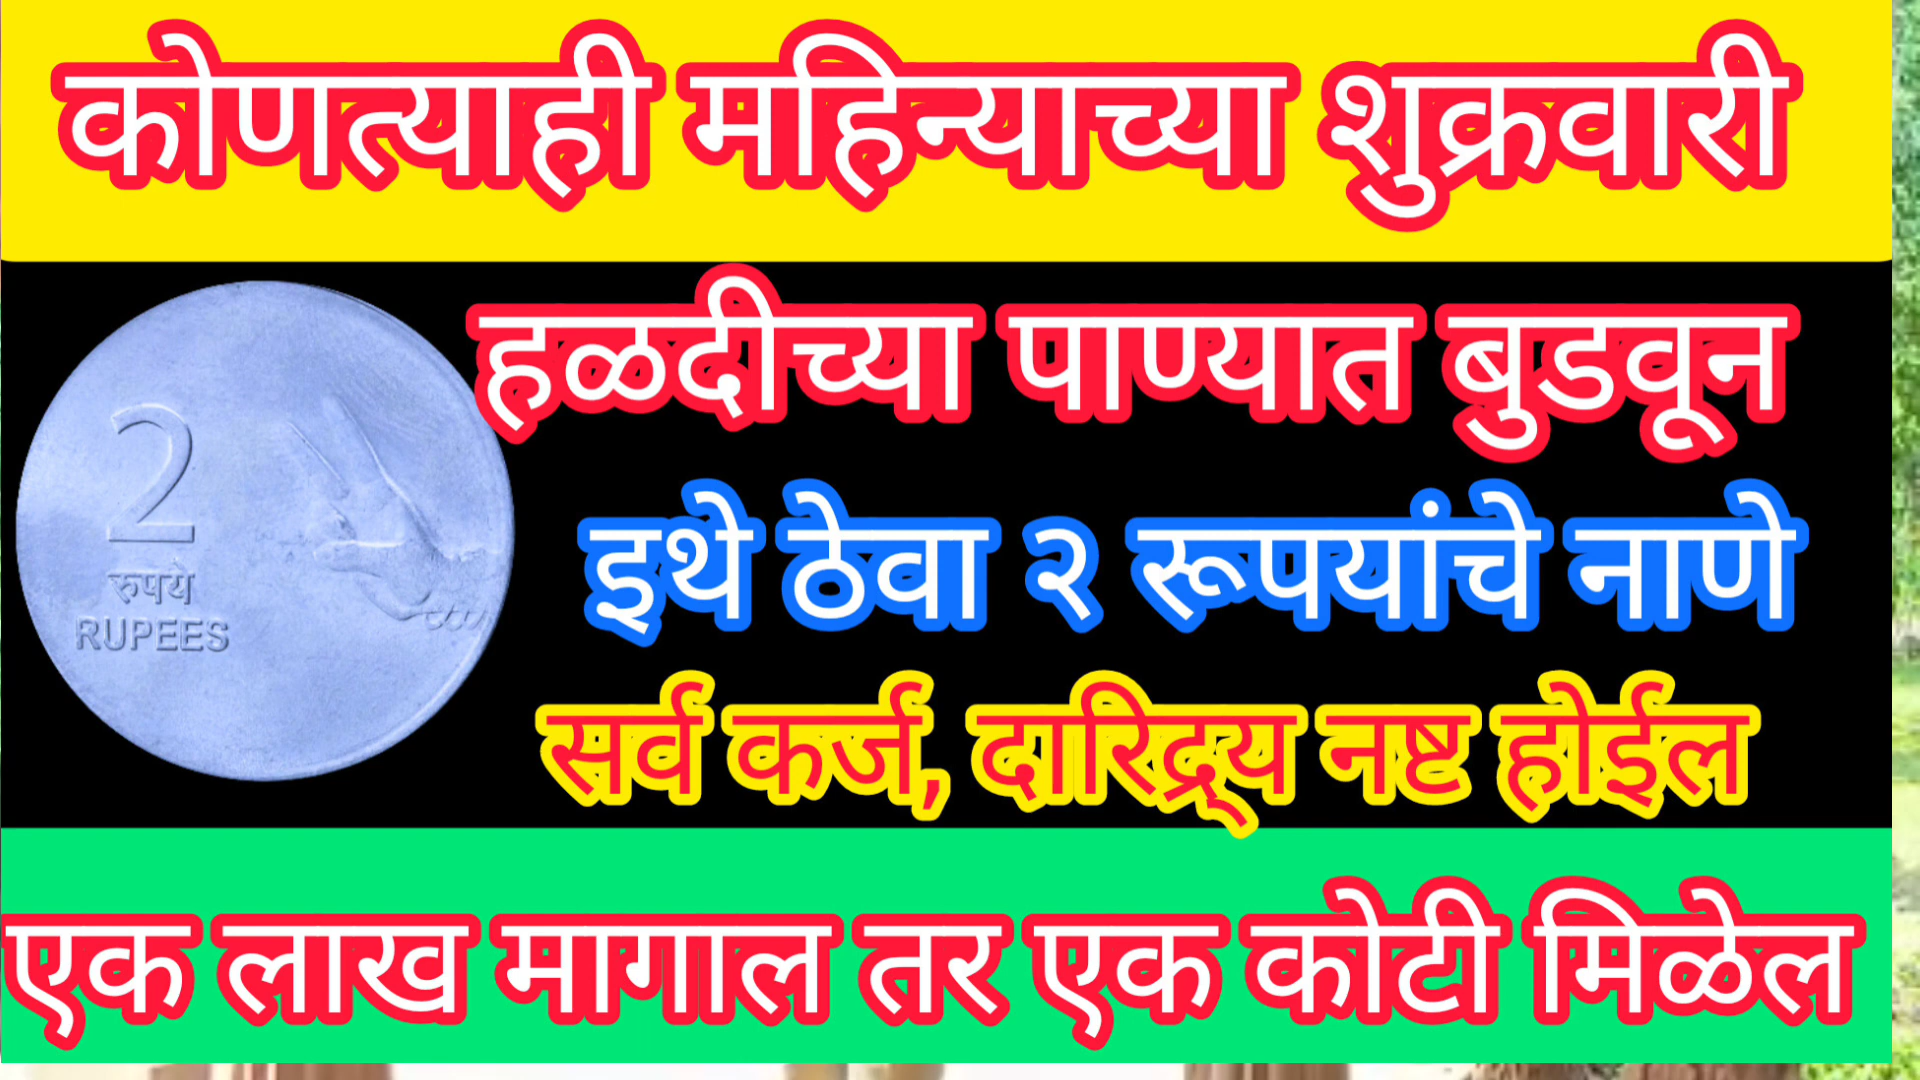 कोणत्याही महिन्याच्या शुक्रवारी
हळदीच्या पाण्यात बुडवून
इथे ठेवा २ रूपयांचे नाणे
2
रुपये
RUPEES
सर्व कर्ज, दारिद्र्य नष्ट होईल
एक लाख मागाल तर एक कोटी मिळेल